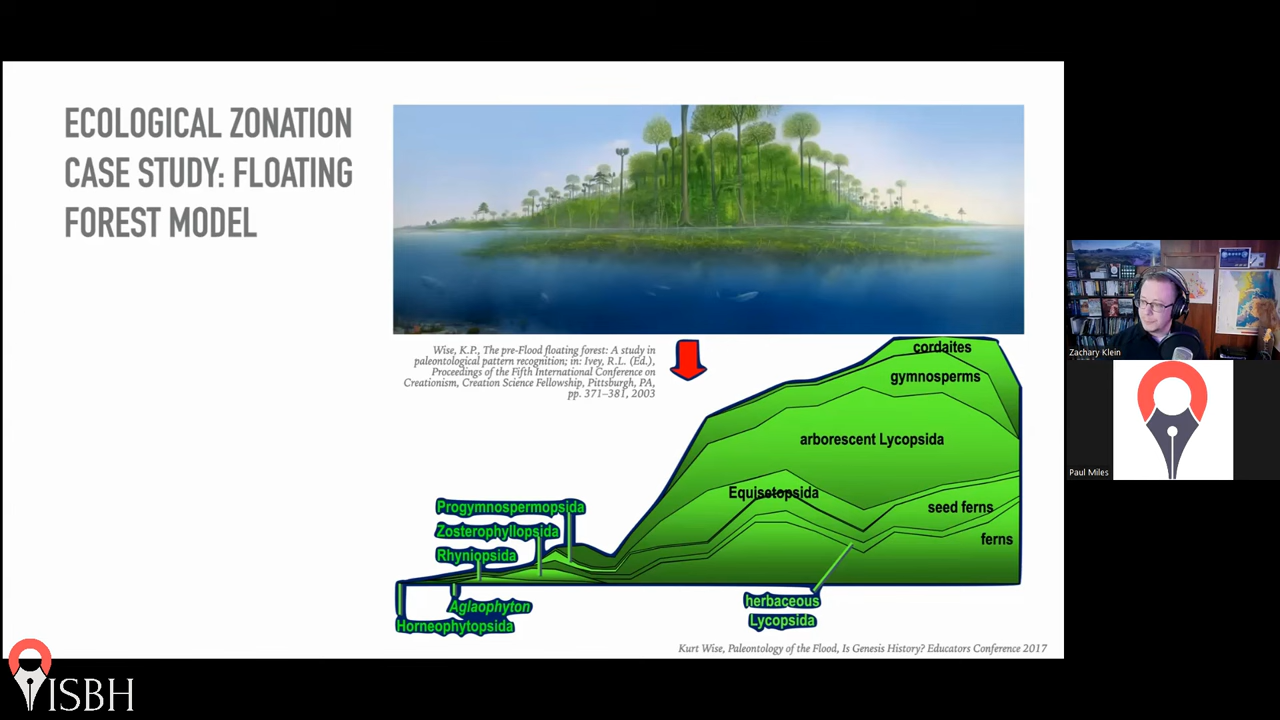 ECOLOGICAL ZONATION
CASE STUDY: FLOATING
FOREST MODEL
Wise, K.P., The pre-Flood floating forest: A study in
paleontological pattern recognition; in: Ivey, R.L. (Ed.),
Proceedings of the Fifth International Conference on
Creationism, Creation Science Fellowship, Pittsburgh, PA,
pp. 371–381, 2003
cordaites
gymnosperms
arborescent Lycopsida
Equisetopsida
seed ferns
ferns
Progymnospermopsida
Zosterophyllopsida
Rhyniopsida
Aglaophyton
Horneophytopsida
herbaceous
Lycopsida
Kurt Wise, Paleontology of the Flood, Is Genesis History? Educators Conference 2017
Zachary Klein
Paul Miles
ISBH